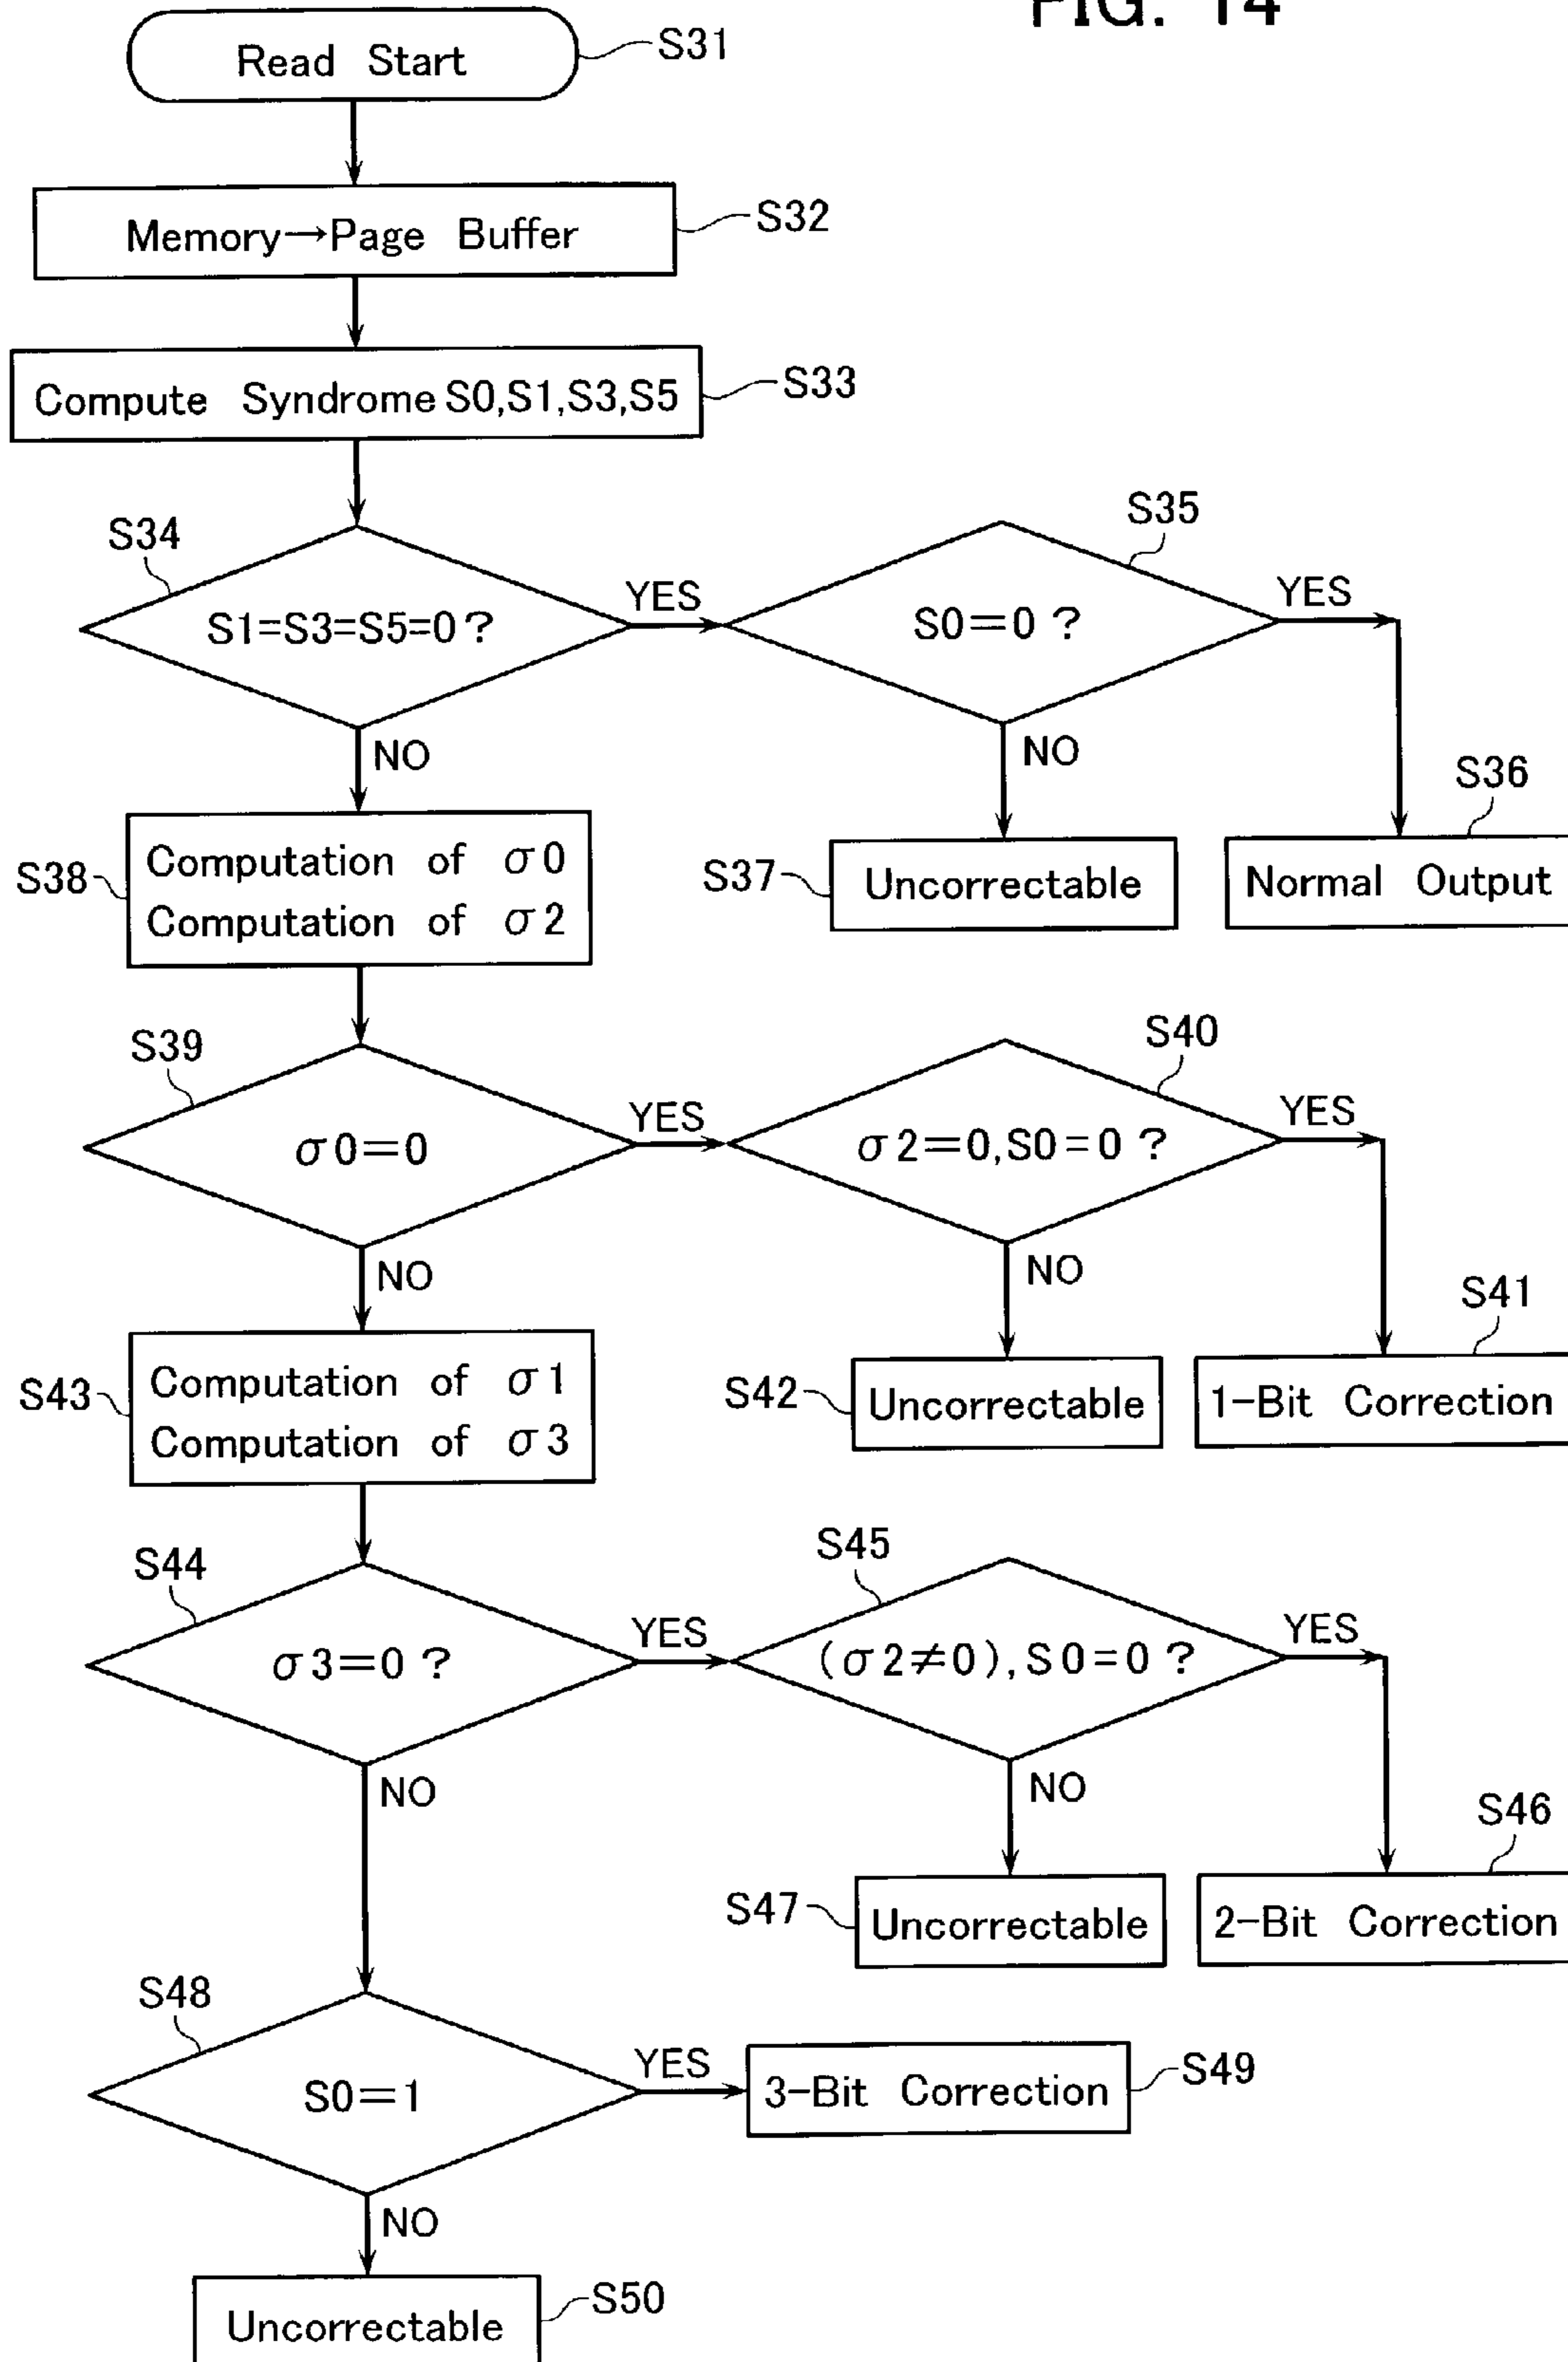 FIG. 14
Read Start
S31
Memory→Page Buffer
S32
Compute Syndrome S0,S1,S3,S5
S33
S34
S1=S3=S5=0?
YES
NO
S35
S0=0 ?
YES
NO
S36
Normal Output
S37
Uncorrectable
S38
Computation of σ0
Computation of σ2
S39
σ0=0
YES
NO
S40
σ2=0,S0=0 ?
YES
NO
S41
1-Bit Correction
S42
Uncorrectable
S43
Computation of σ1
Computation of σ3
S44
σ3=0 ?
YES
NO
S45
(σ2≠0),S0=0 ?
YES
NO
S46
2-Bit Correction
S47
Uncorrectable
S48
S0=1
YES
NO
3-Bit Correction
S49
Uncorrectable
S50